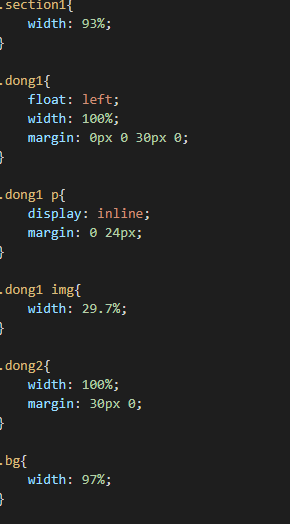 .section1{
    width: 93%;
}

.dong1{
    float: left;
    width: 100%;
    margin: 0px 0 30px 0;
}

.dong1 p{
    display: inline;
    margin: 0 24px;
}

.dong1 img{
    width: 29.7%;
}

.dong2{
    width: 100%;
    margin: 30px 0;
}

.bg{
    width: 97%;
}